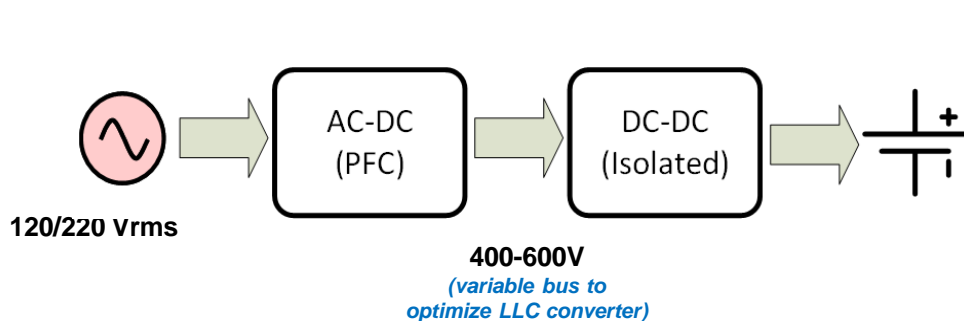 AC-DC
(PFC)
DC-DC
(Isolated)
+
120/220 Vrms
400-600V
(variable bus to
optimize LLC converter)